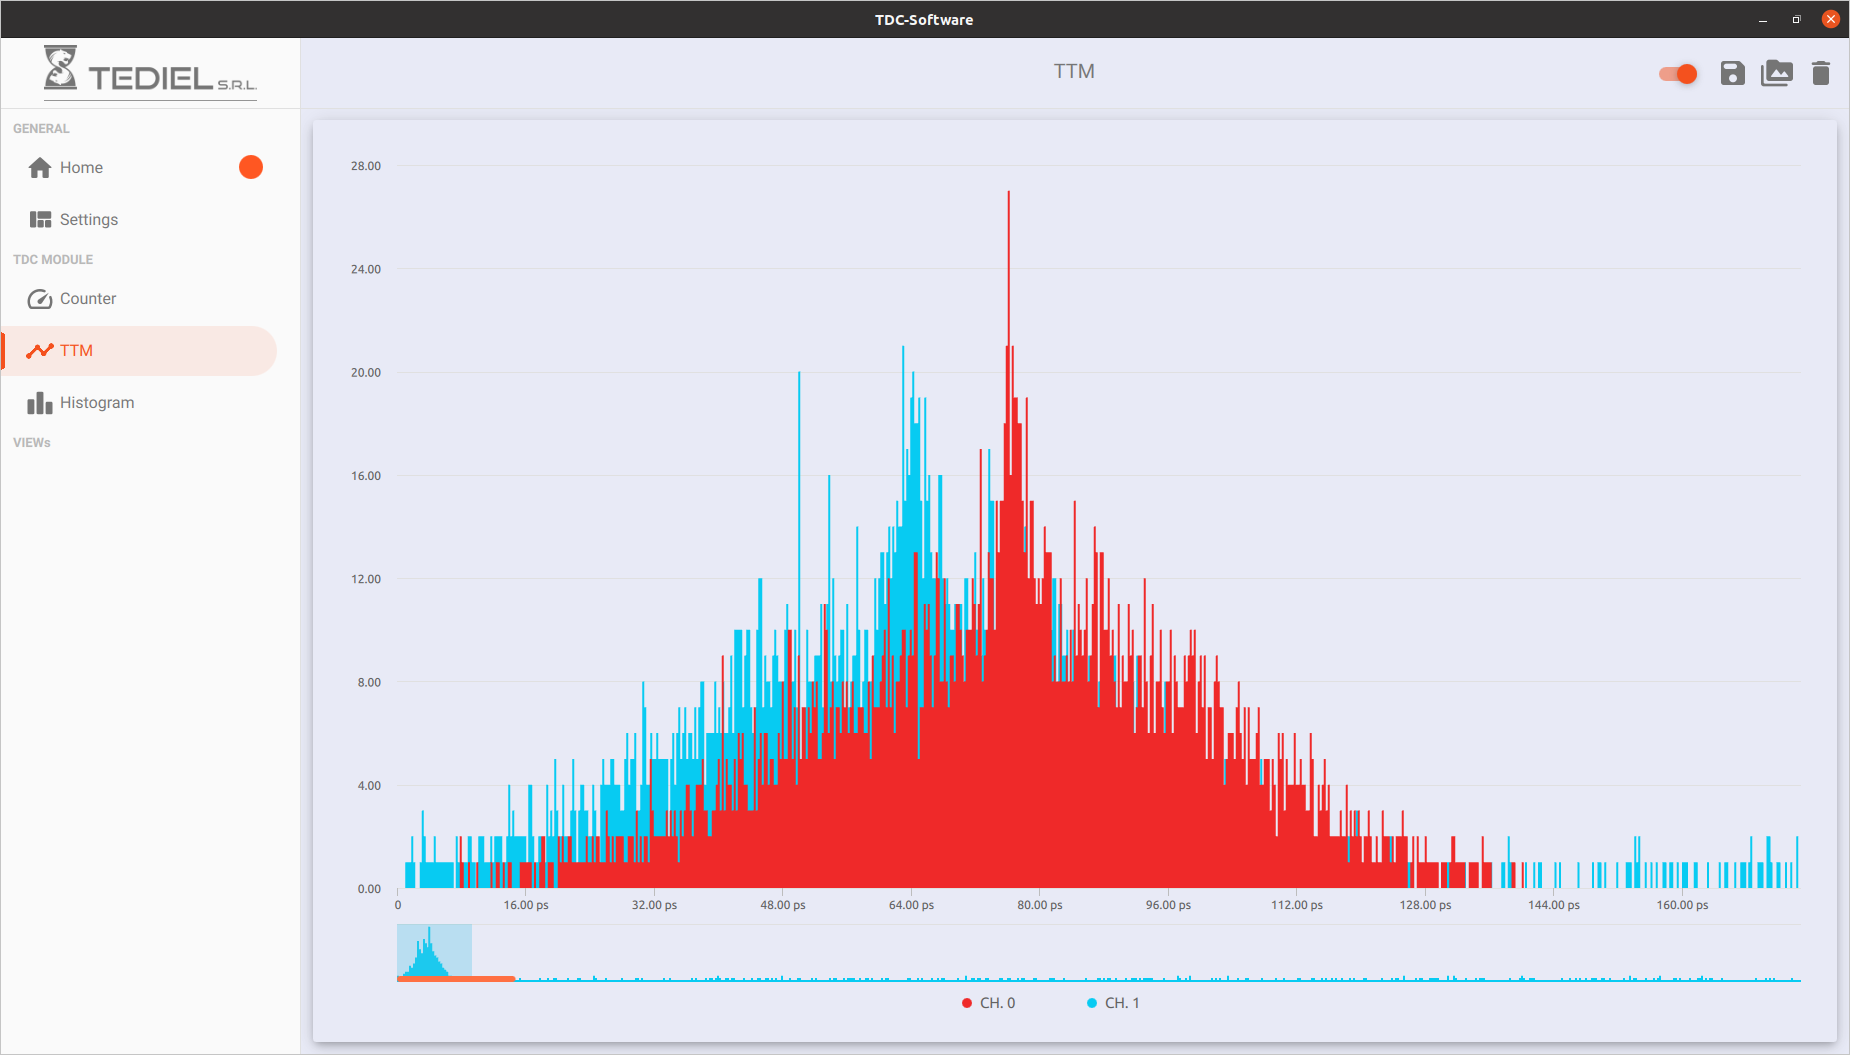 TDC-Software
TEDIEL S.R.L.
TTM
GENERAL
Home
Settings
TDC MODULE
Counter
TTM
Histogram
VIEWs
28.00
24.00
20.00
16.00
12.00
8.00
4.00
0.00
0 16.00 ps 32.00 ps 48.00 ps 64.00 ps 80.00 ps 96.00 ps 112.00 ps 128.00 ps 144.00 ps 160.00 ps
CH. 0 CH. 1